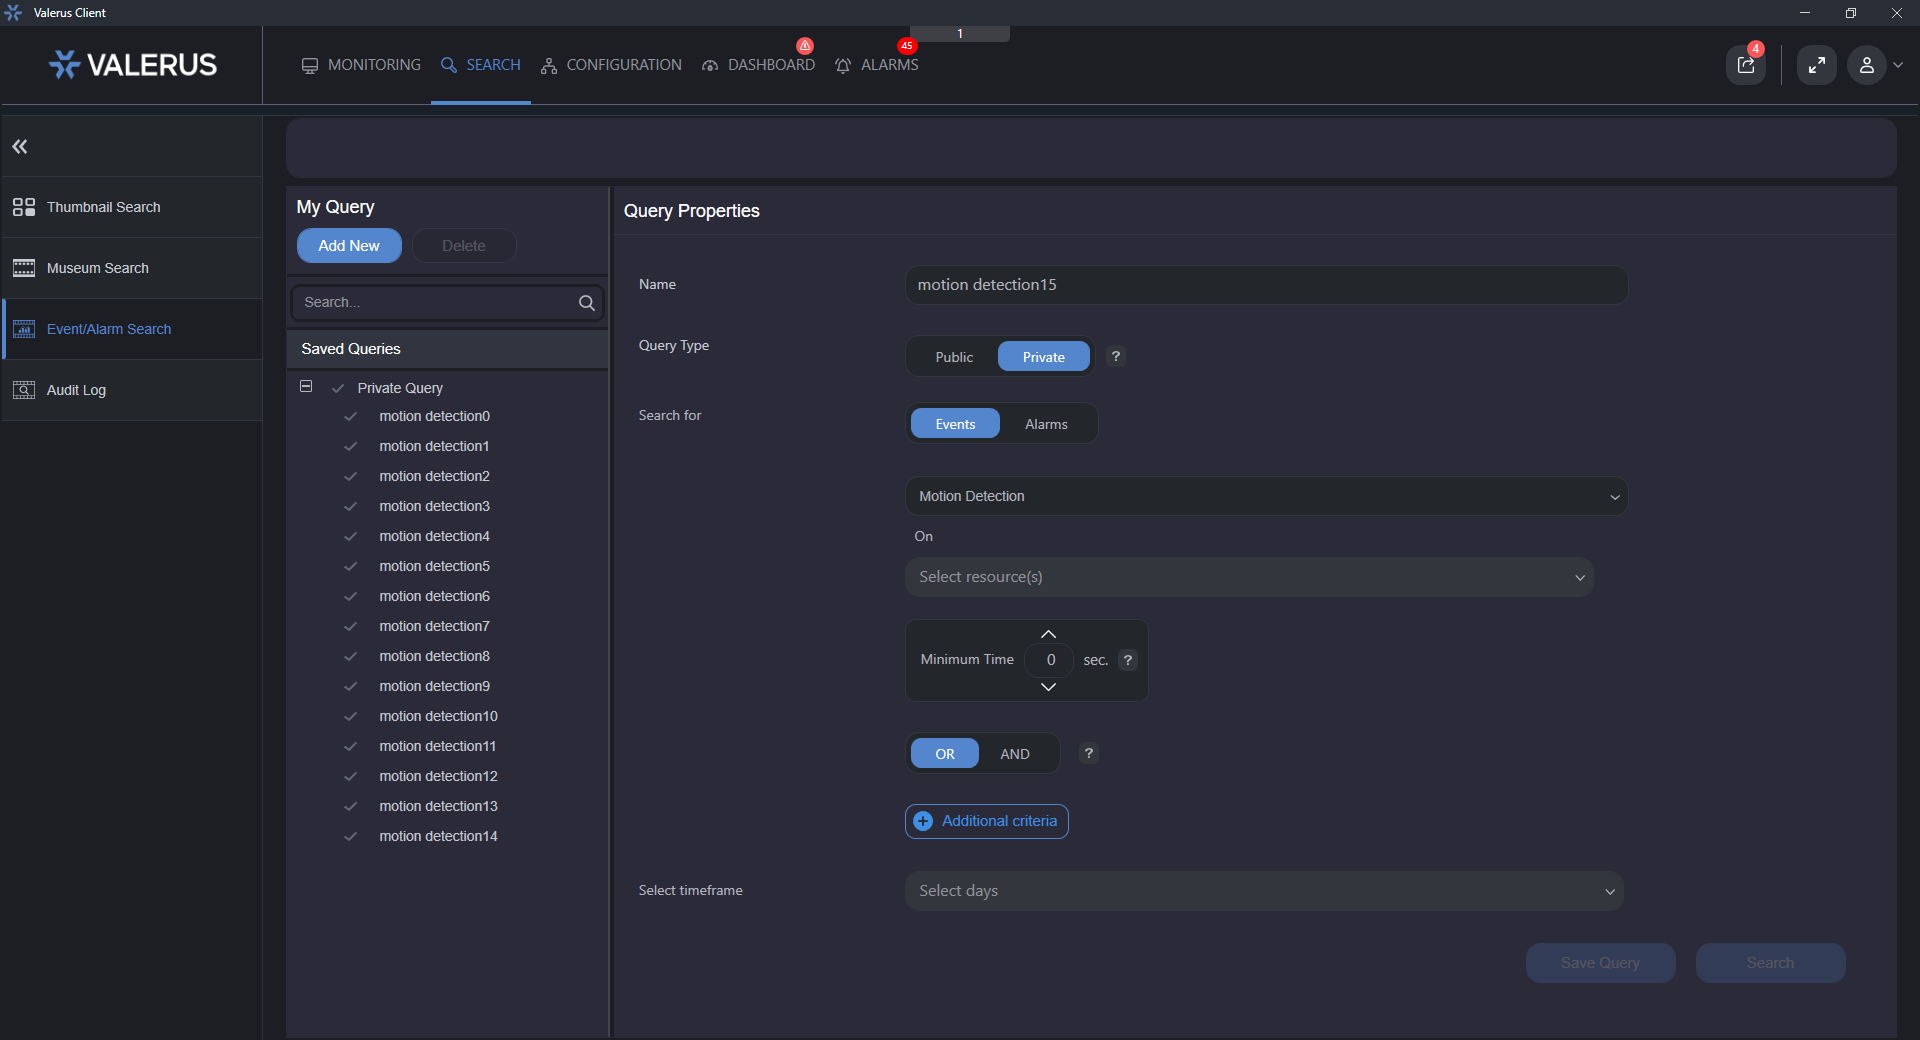 Valerus Client
1
VALERUS
MONITORING
SEARCH
CONFIGURATION
DASHBOARD
45
ALARMS
4
Thumbnail Search
Museum Search
Event/Alarm Search
Audit Log
My Query
Add New
Delete
Search...
Saved Queries
Private Query
motion detection0
motion detection1
motion detection2
motion detection3
motion detection4
motion detection5
motion detection6
motion detection7
motion detection8
motion detection9
motion detection10
motion detection11
motion detection12
motion detection13
motion detection14
Query Properties
Name
motion detection15
Query Type
Public
Private
?
Search for
Events
Alarms
Motion Detection
On
Select resource(s)
Minimum Time
0
sec.
?
OR
AND
?
Additional criteria
Select timeframe
Select days
Save Query
Search